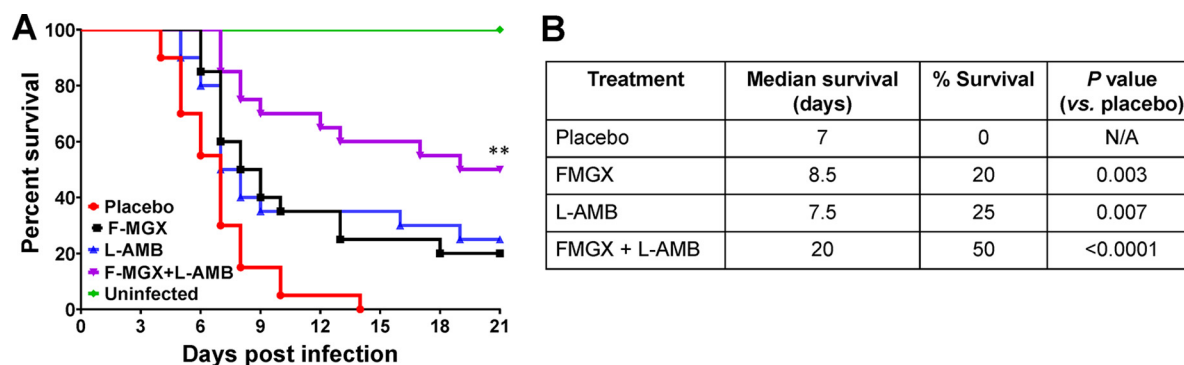 A
Percent survival
100
80
60
40
20
0
0 3 6 9 12 15 18 21
Days post infection
Placebo
F-MGX
L-AMB
F-MGX+L-AMB
Uninfected
**
B
Treatment Median survival (days) % Survival P value (vs. placebo)
Placebo 7 0 N/A
FMGX 8.5 20 0.003
L-AMB 7.5 25 0.007
FMGX + L-AMB 20 50 <0.0001